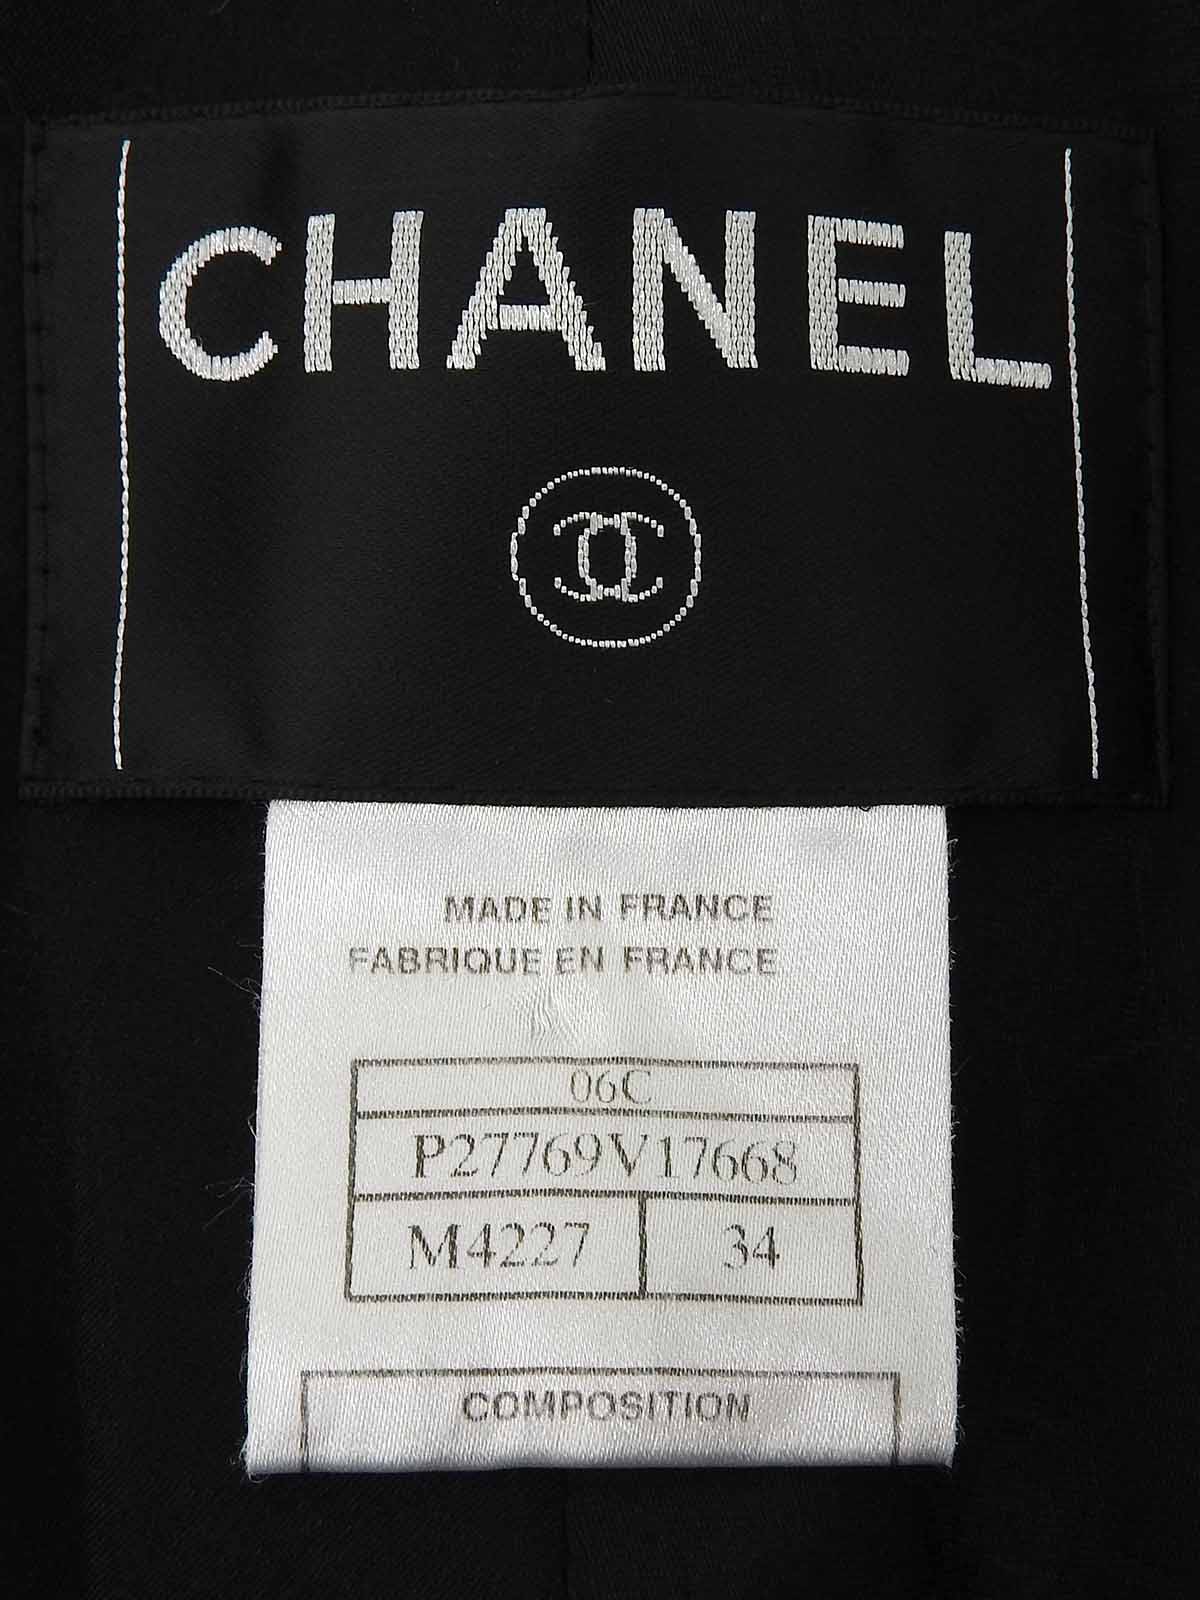 CHANEL
MADE IN FRANCE
FABRIQUE EN FRANCE
06C
P27769V17668
M4227 34
COMPOSITION